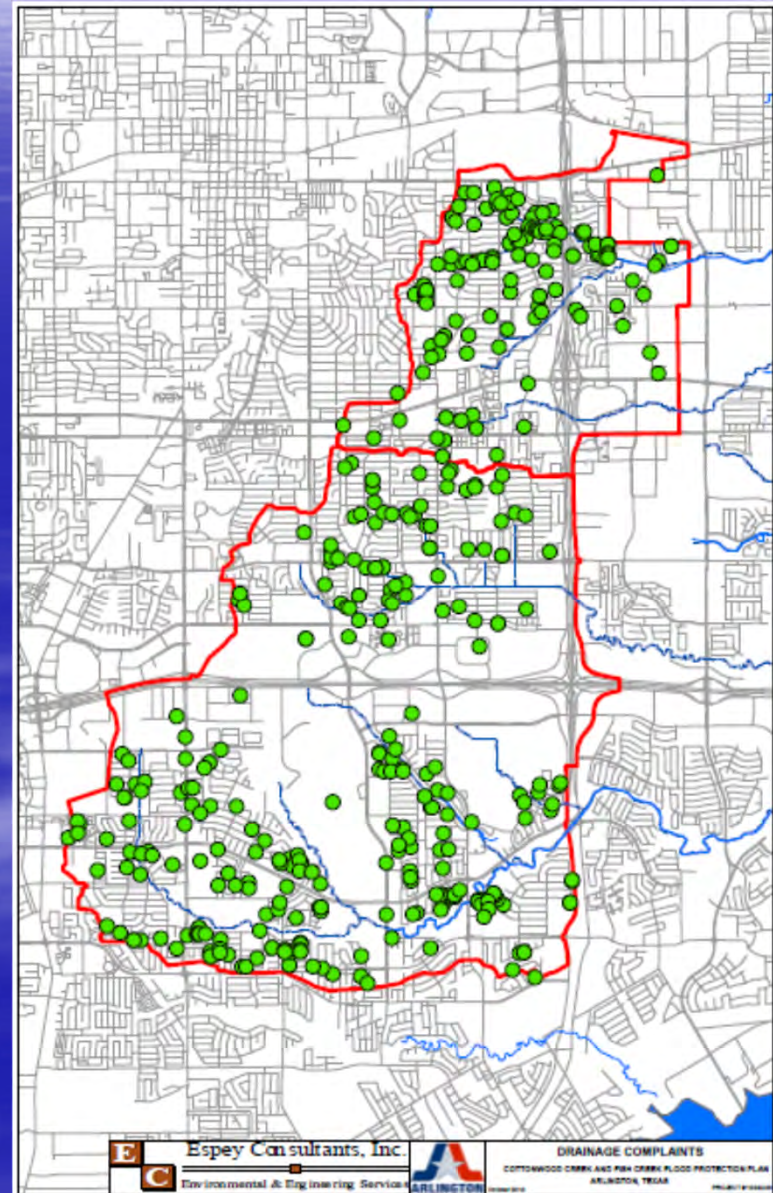 E
C
Espey Consultants, Inc.
Environmental & Engineering Services
ARLINGTON
DRAINAGE COMPLAINTS
COTTONWOOD CREEK AND FISH CREEK FLOOD PROTECTION PLAN
ARLINGTON, TEXAS